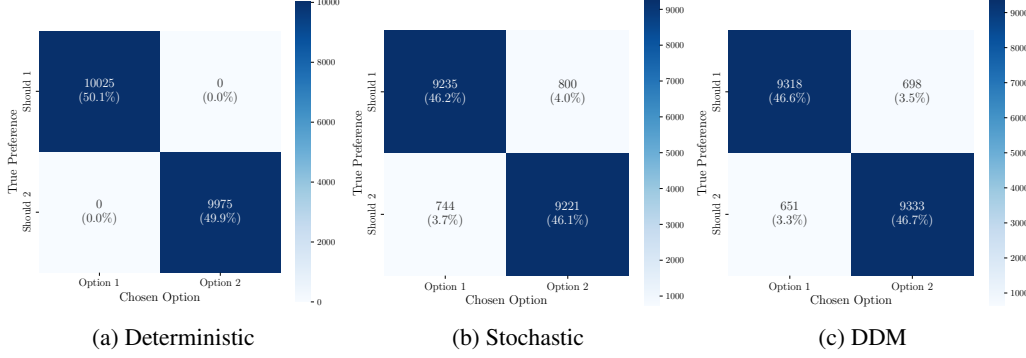 True Preference
Should 1
Should 2
10025
(50.1%)
0
(0.0%)
0
(0.0%)
9975
(49.9%)
Option 1
Option 2
Chosen Option
10000
8000
6000
4000
2000
0
(a) Deterministic
True Preference
Should 1
Should 2
9235
(46.2%)
800
(4.0%)
744
(3.7%)
9221
(46.1%)
Option 1
Option 2
Chosen Option
9000
8000
7000
6000
5000
4000
3000
2000
1000
(b) Stochastic
True Preference
Should 1
Should 2
9318
(46.6%)
698
(3.5%)
651
(3.3%)
9333
(46.7%)
Option 1
Option 2
Chosen Option
9000
8000
7000
6000
5000
4000
3000
2000
1000
(c) DDM